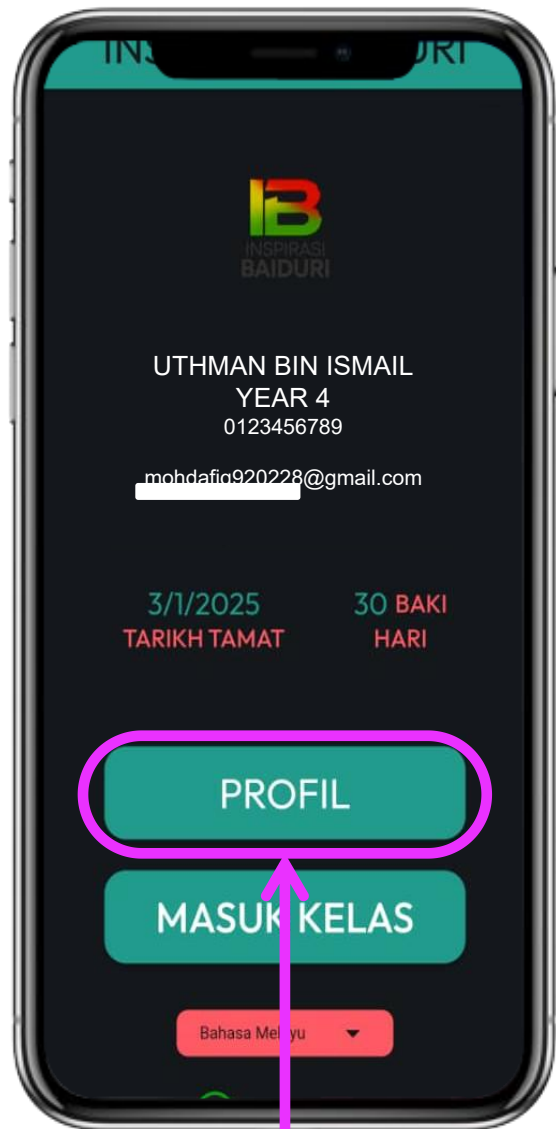 INSPIRASI
BAIDURI
UTHMAN BIN ISMAIL
YEAR 4
0123456789
@gmail.com
3/1/2025 30 BAKI
TARIKH TAMAT HARI
PROFIL
MASUK KELAS
Bahasa Melayu